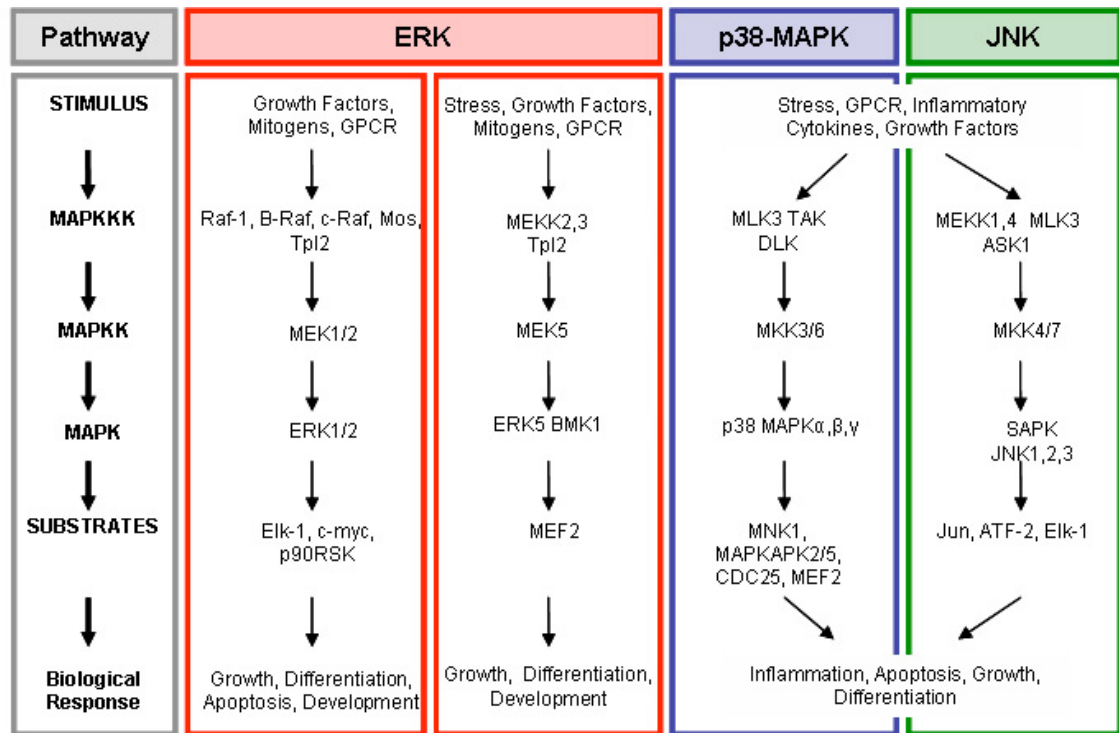 Pathway
ERK
p38-MAPK
JNK
STIMULUS
Growth Factors,
Mitogens, GPCR
Stress, Growth Factors,
Mitogens, GPCR
Stress, GPCR, Inflammatory
Cytokines, Growth Factors
MAPKKK
Raf-1, B-Raf, c-Raf, Mos,
Tpl2
MEKK2,3
Tpl2
MLK3 TAK
DLK
MEKK1,4 MLK3
ASK1
MAPKK
MEK1/2
MEK5
MKK3/6
MKK4/7
MAPK
ERK1/2
ERK5 BMK1
p38 MAPKα,β,γ
SAPK
JNK1,2,3
SUBSTRATES
Elk-1, c-myc,
p90RSK
MEF2
MNK1,
MAPKAPK2/5,
CDC25, MEF2
Jun, ATF-2, Elk-1
Biological
Response
Growth, Differentiation,
Apoptosis, Development
Growth, Differentiation,
Development
Inflammation, Apoptosis, Growth,
Differentiation